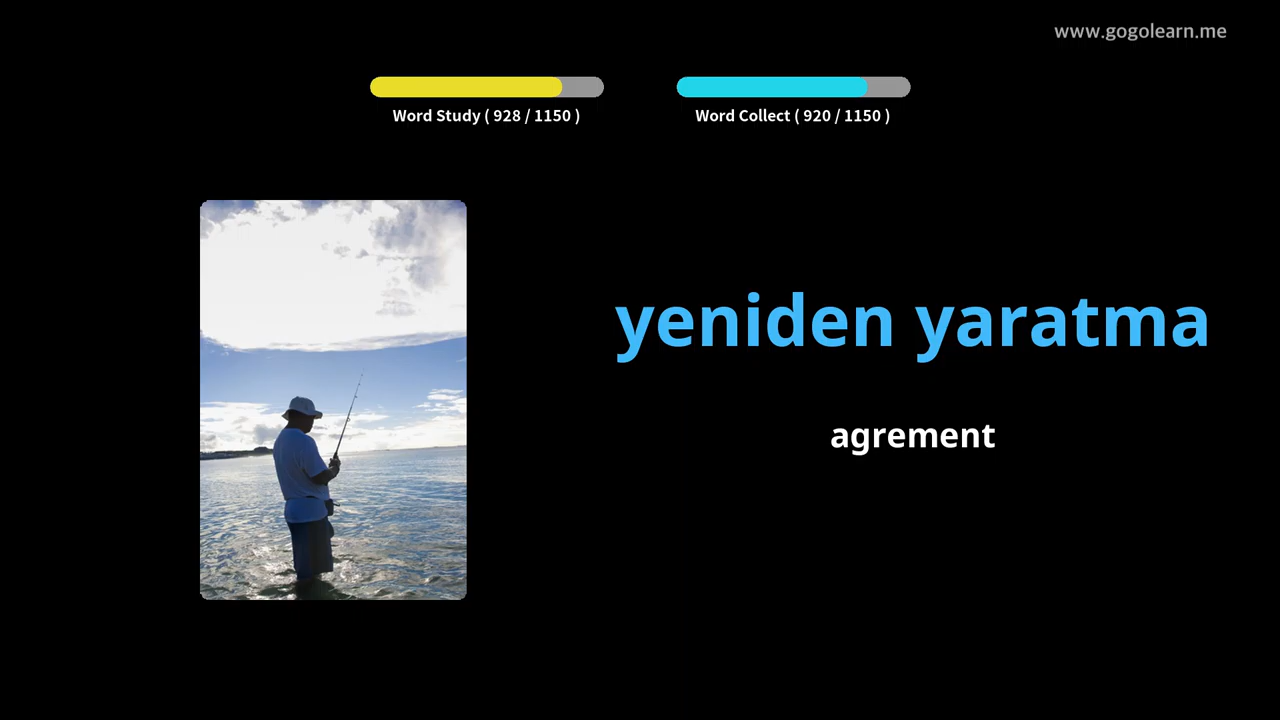 www.gogolearn.me
Word Study ( 928 / 1150 )
Word Collect ( 920 / 1150 )
yeniden yaratma
agrement